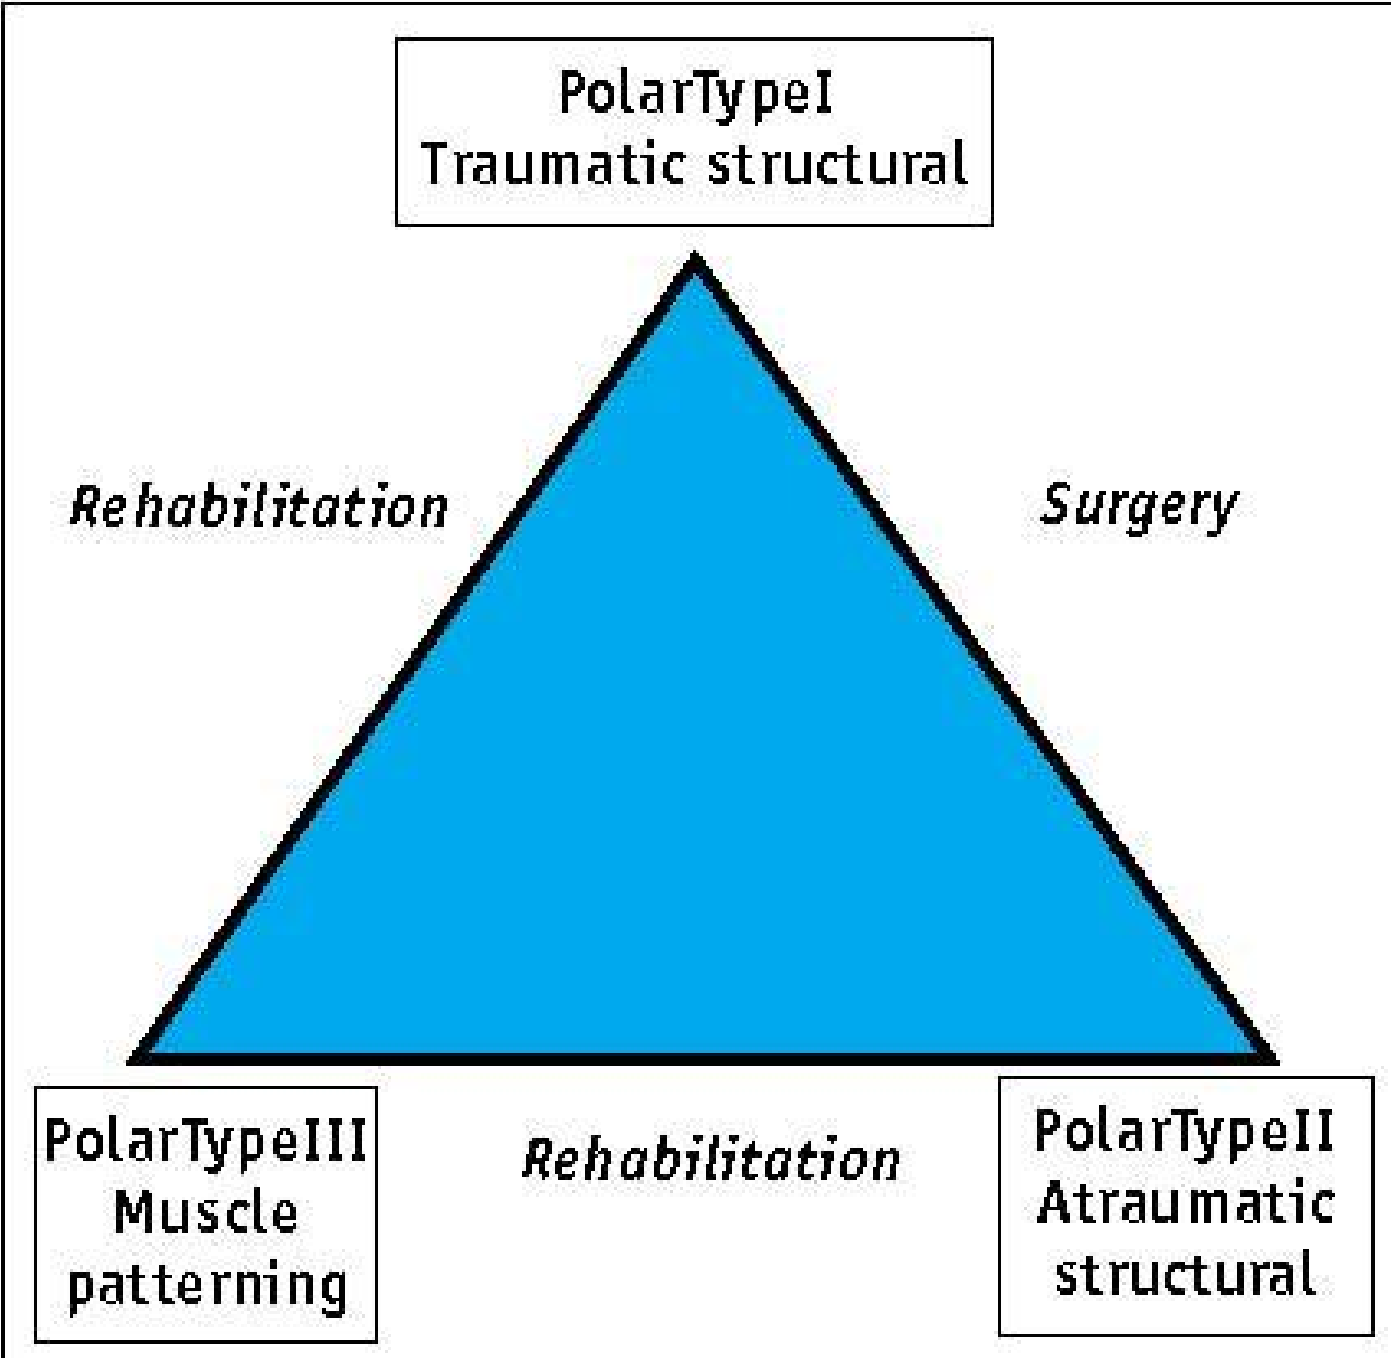 PolarTypeI
Traumatic structural
Rehabilitation
Surgery
PolarTypeIII
Muscle
patterning
Rehabilitation
PolarTypeII
Atraumatic
structural